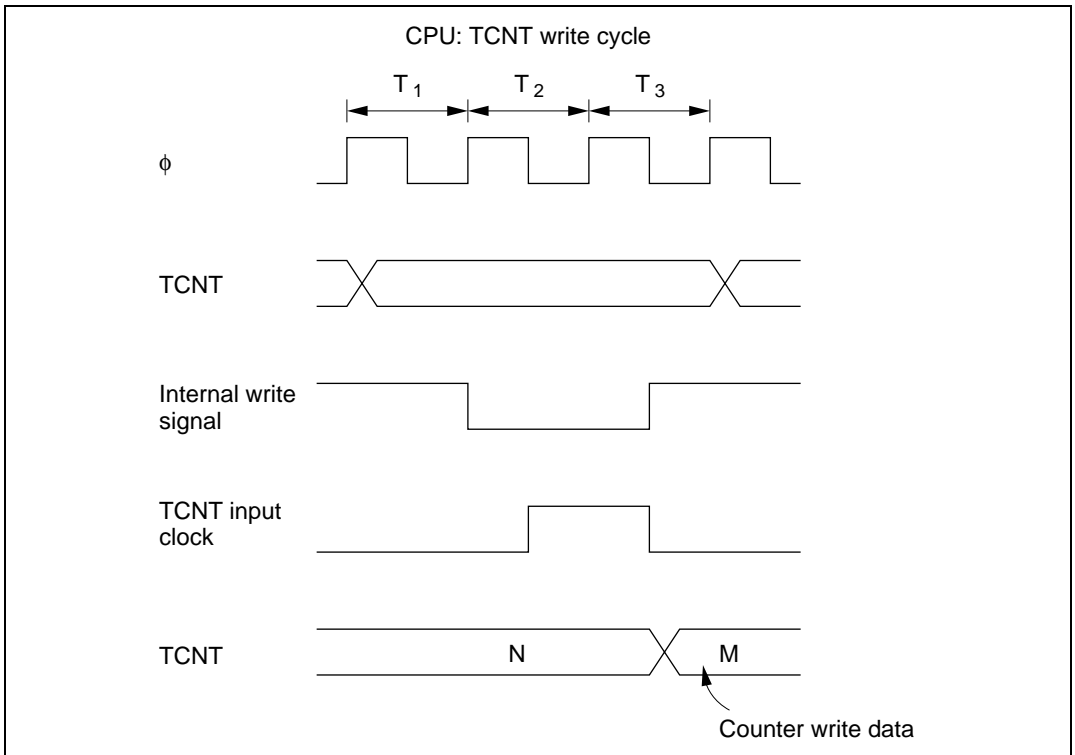 CPU: TCNT write cycle
T1 T2 T3
φ
TCNT
Internal write
signal
TCNT input
clock
TCNT
N M
Counter write data